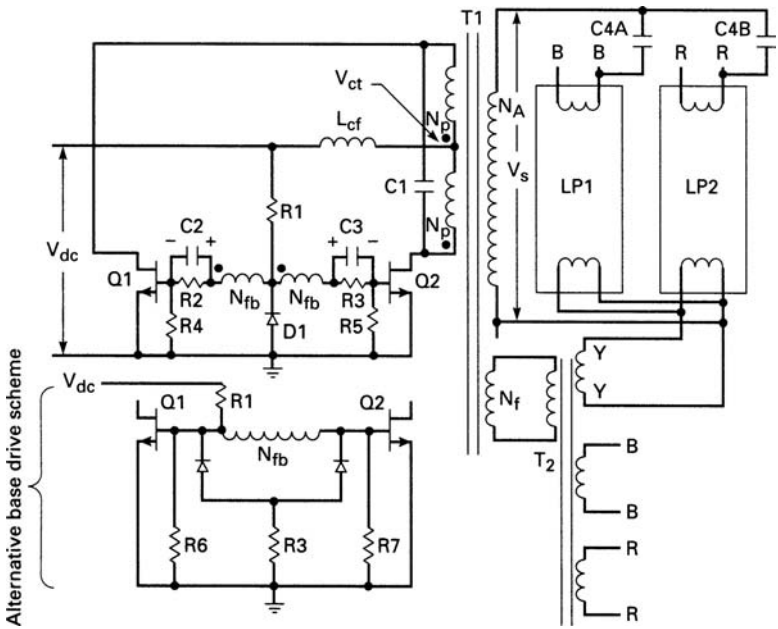 T1
C4A
C4B
B B R R
V_ct
L_cf
N_p
N_A
C1
R1
V_s
LP1
LP2
C2
C3
– +
+ –
N_p
V_dc
Q1
Q2
R2
N_fb
N_fb
R3
R4
D1
R5
V_dc
Q1
R1
Q2
N_f
Y
Y
N_fb
T_2
B
R6
R3
R7
B
R
R
Alternative base drive scheme